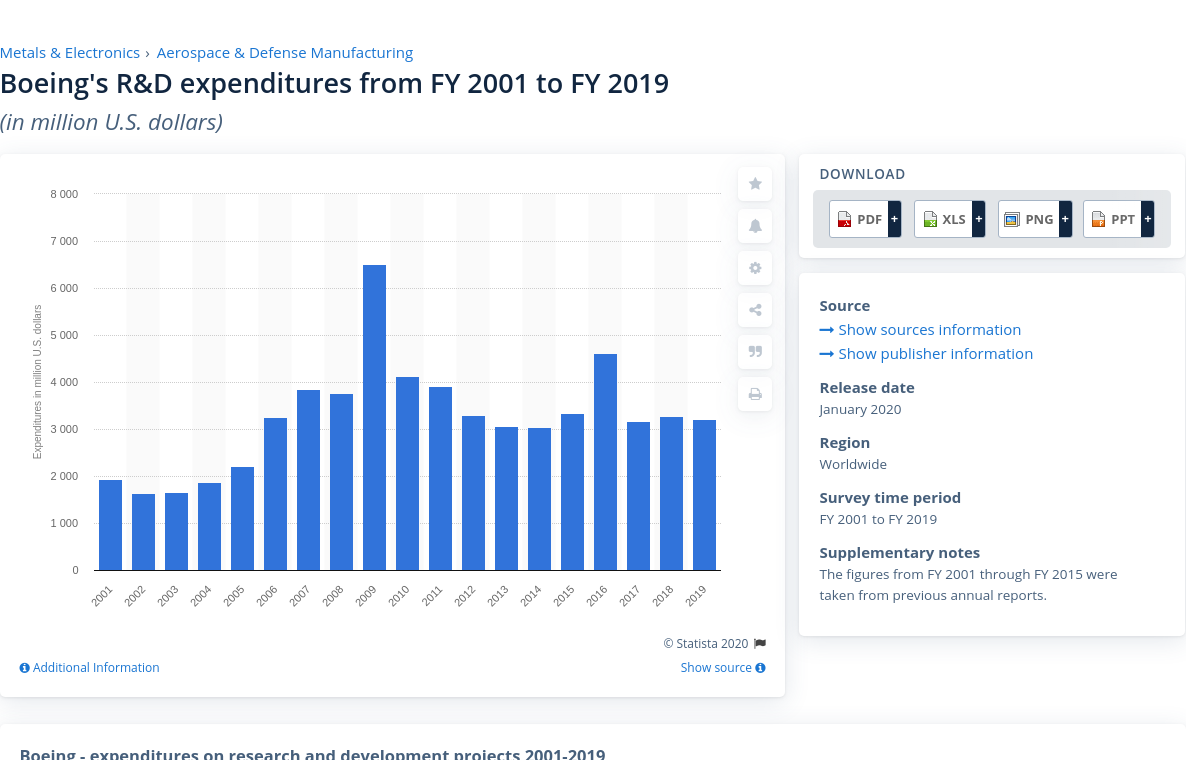 Metals & Electronics › Aerospace & Defense Manufacturing
Boeing's R&D expenditures from FY 2001 to FY 2019
(in million U.S. dollars)
Expenditures in million U.S. dollars
8 000
7 000
6 000
5 000
4 000
3 000
2 000
1 000
0
2001
2002
2003
2004
2005
2006
2007
2008
2009
2010
2011
2012
2013
2014
2015
2016
2017
2018
2019
© Statista 2020
Additional Information
Show source
DOWNLOAD
PDF + XLS + PNG + PPT +
Source
Show sources information
Show publisher information
Release date
January 2020
Region
Worldwide
Survey time period
FY 2001 to FY 2019
Supplementary notes
The figures from FY 2001 through FY 2015 were
taken from previous annual reports.
Boeing - expenditures on research and development projects 2001-2019